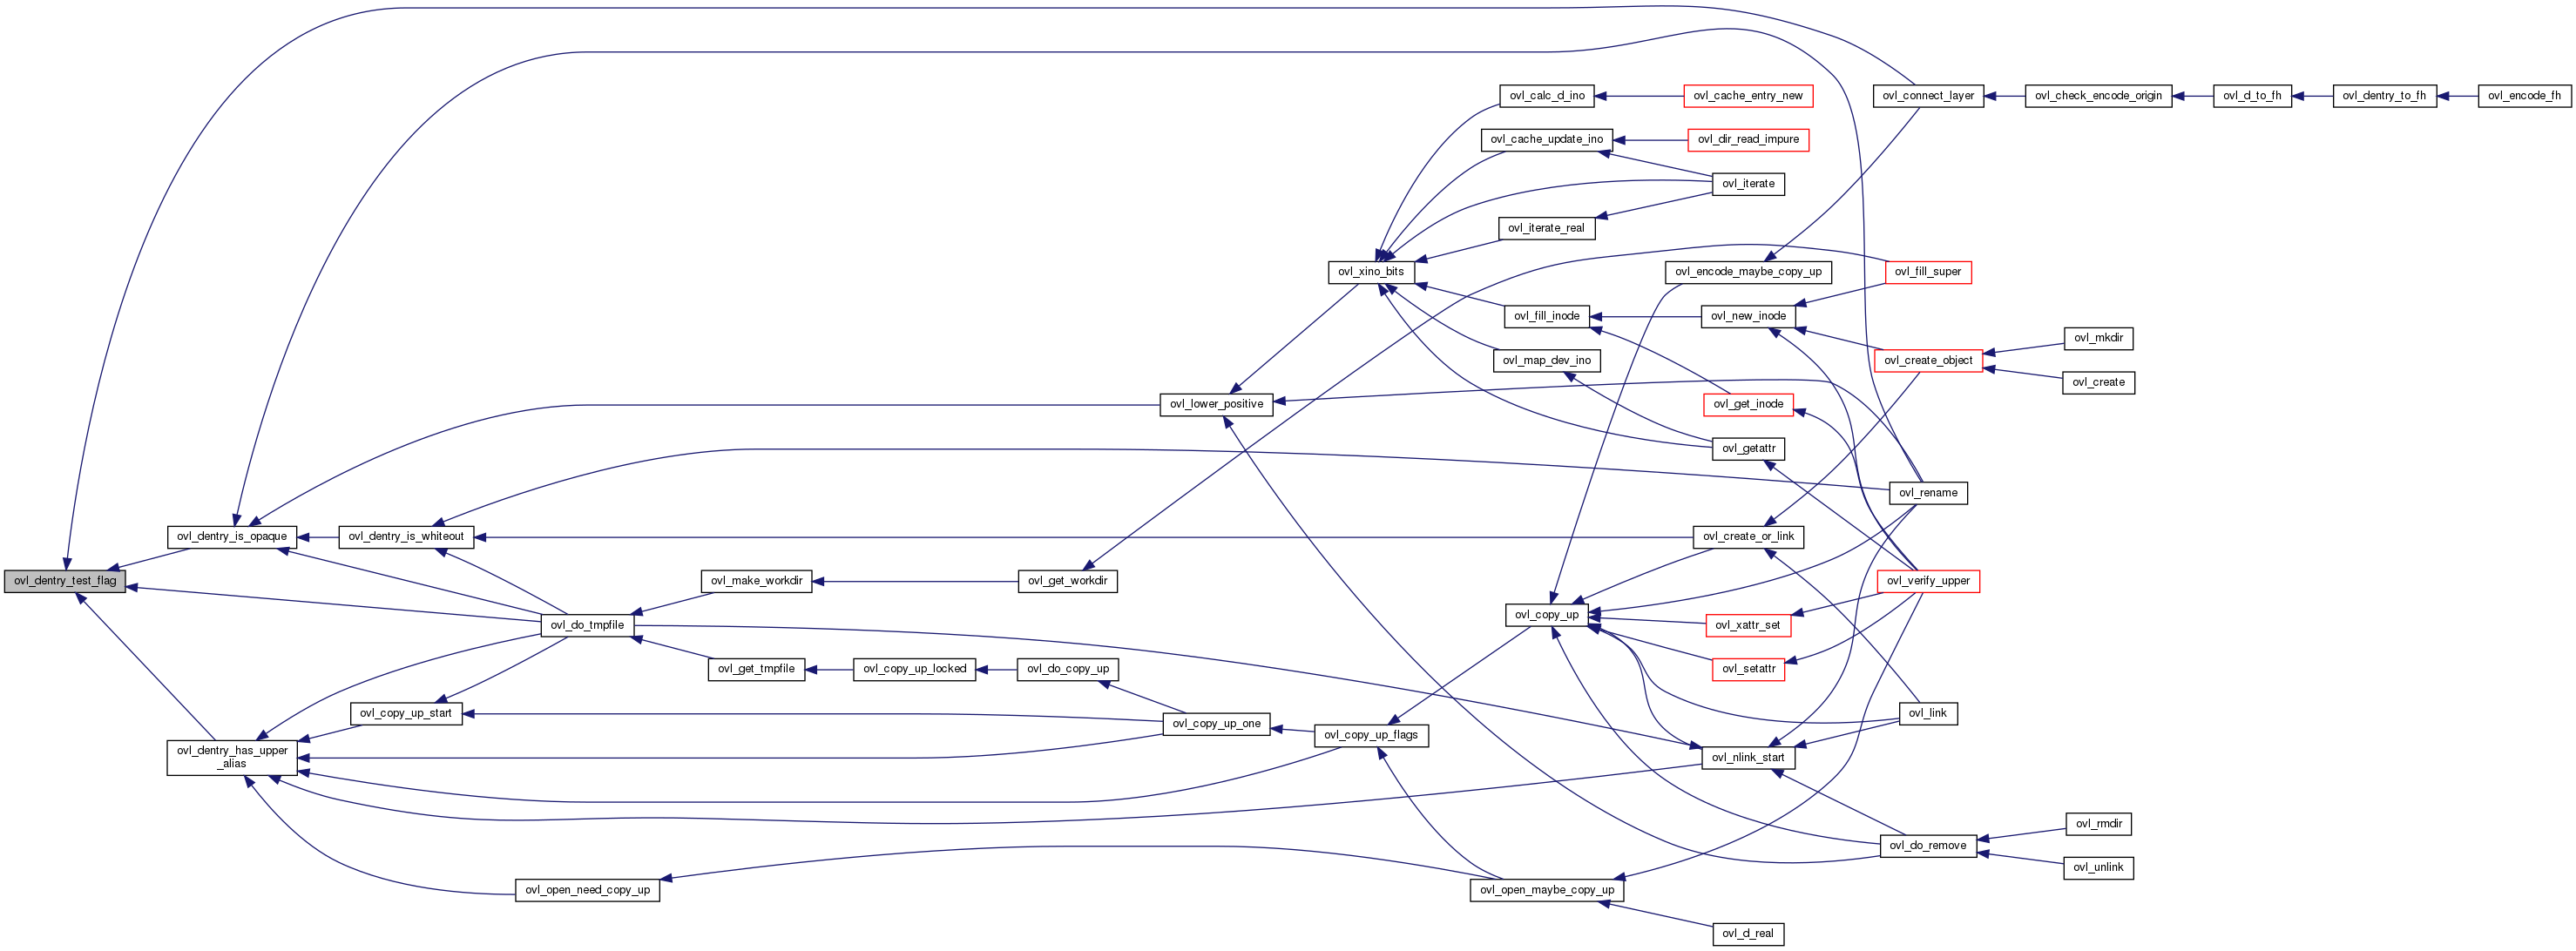 ovl_dentry_test_flag
ovl_dentry_is_opaque
ovl_dentry_has_upper
_alias
ovl_dentry_is_whiteout
ovl_copy_up_start
ovl_do_tmpfile
ovl_copy_up_one
ovl_open_need_copy_up
ovl_make_workdir
ovl_get_tmpfile
ovl_copy_up_locked
ovl_get_workdir
ovl_do_copy_up
ovl_lower_positive
ovl_copy_up_flags
ovl_xino_bits
ovl_calc_d_ino
ovl_cache_update_ino
ovl_iterate_real
ovl_fill_inode
ovl_map_dev_ino
ovl_copy_up
ovl_open_maybe_copy_up
ovl_cache_entry_new
ovl_dir_read_impure
ovl_iterate
ovl_encode_maybe_copy_up
ovl_new_inode
ovl_get_inode
ovl_getattr
ovl_create_or_link
ovl_xattr_set
ovl_setattr
ovl_nlink_start
ovl_d_real
ovl_connect_layer
ovl_fill_super
ovl_create_object
ovl_rename
ovl_verify_upper
ovl_link
ovl_do_remove
ovl_check_encode_origin
ovl_mkdir
ovl_create
ovl_rmdir
ovl_unlink
ovl_d_to_fh
ovl_dentry_to_fh
ovl_encode_fh